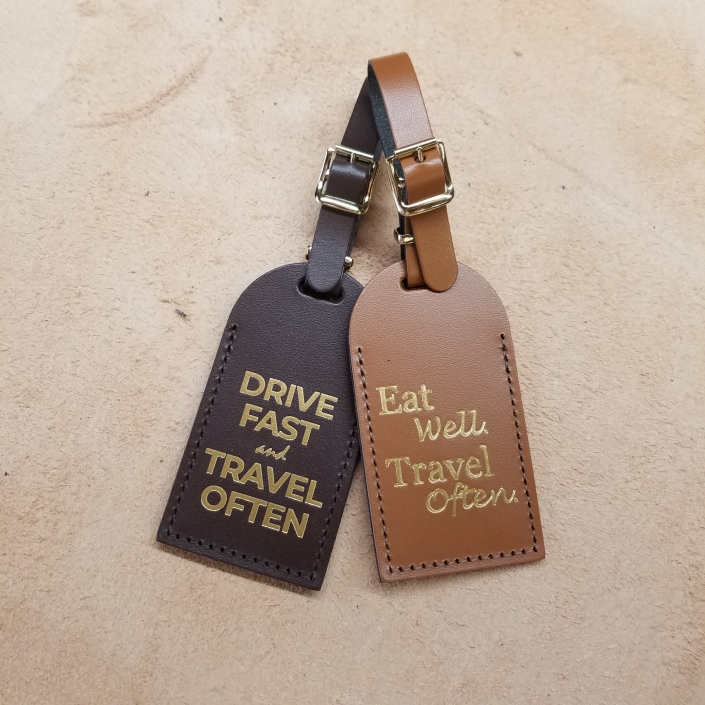 DRIVE
FAST
and
TRAVEL
OFTEN
Eat
Well.
Travel
Often.